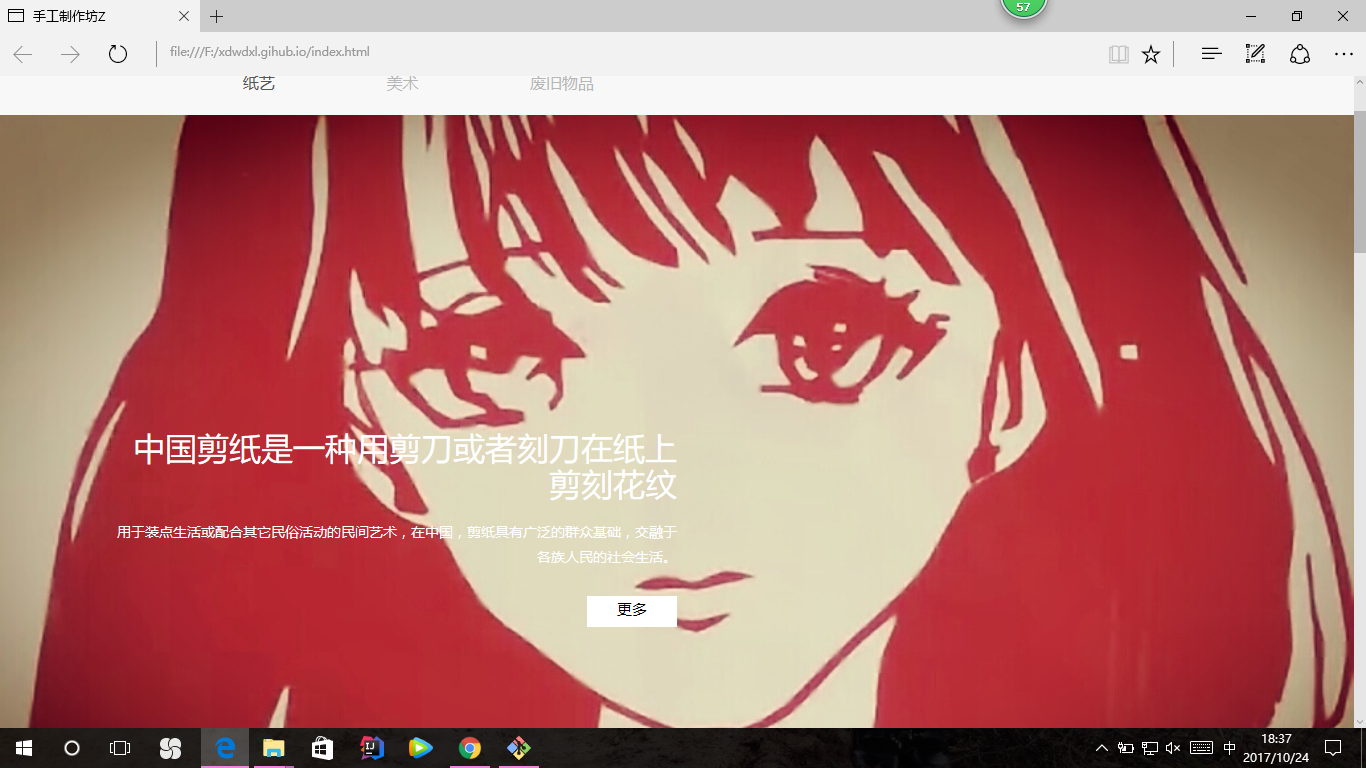 手工制作坊Z
57
file:///F:/xdwdxl.gihub.io/index.html
纸艺 美术 废旧物品
中国剪纸是一种用剪刀或者刻刀在纸上
剪刻花纹
用于装点生活或配合其它民俗活动的民间艺术，在中国，剪纸具有广泛的群众基础，交融于
各族人民的社会生活。
更多
中
18:37
2017/10/24